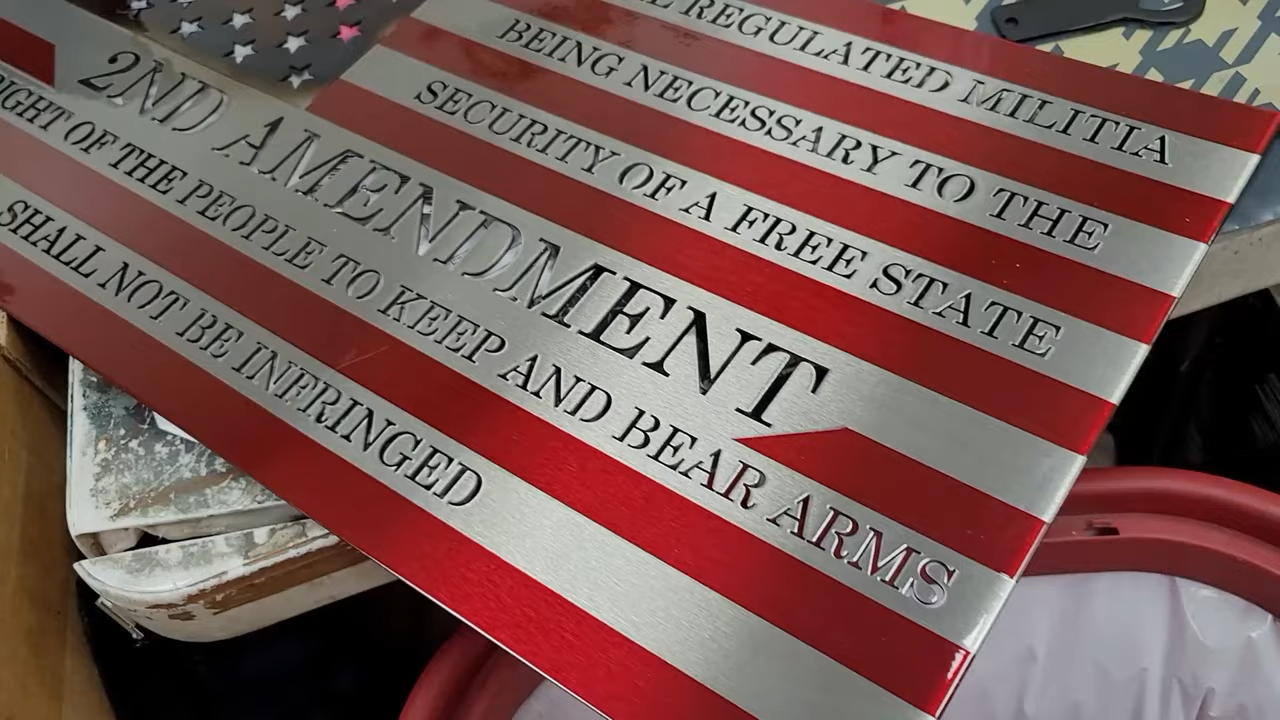 REGULATED MILITIA
BEING NECESSARY TO THE
SECURITY OF A FREE STATE
2ND AMENDMENT
RIGHT OF THE PEOPLE TO KEEP AND BEAR ARMS
SHALL NOT BE INFRINGED